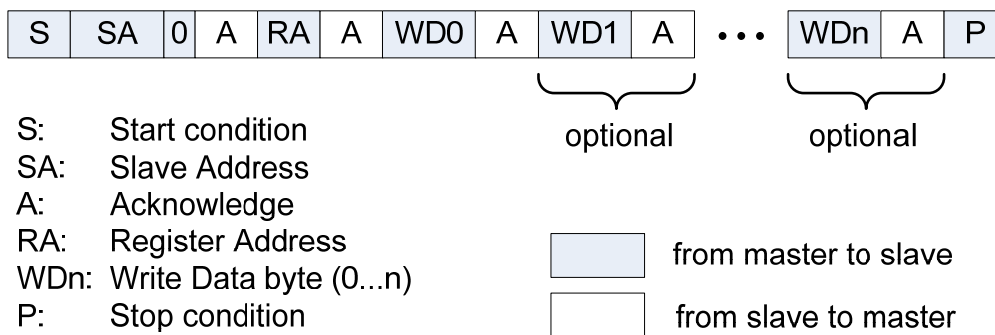 S SA 0 A RA A WD0 A WD1 A ••• WDn A P
optional optional
S: Start condition
SA: Slave Address
A: Acknowledge
RA: Register Address
WDn: Write Data byte (0...n)
P: Stop condition
from master to slave
from slave to master